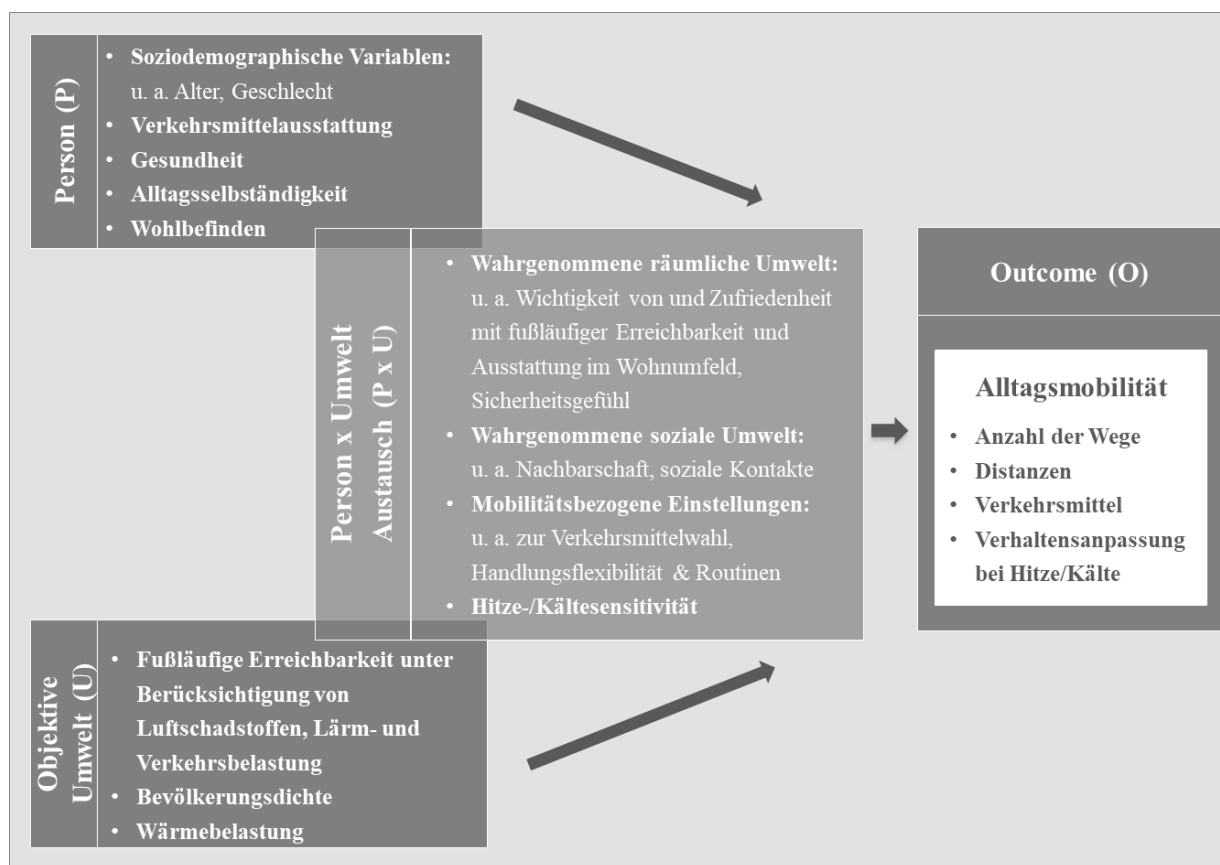 Person (P)
• Soziodemographische Variablen:
u. a. Alter, Geschlecht
• Verkehrsmittelausstattung
• Gesundheit
• Alltagsselbständigkeit
• Wohlbefinden
Person x Umwelt
Austausch (P x U)
• Wahrgenommene räumliche Umwelt:
u. a. Wichtigkeit von und Zufriedenheit
mit fußläufiger Erreichbarkeit und
Ausstattung im Wohnumfeld,
Sicherheitsgefühl
• Wahrgenommene soziale Umwelt:
u. a. Nachbarschaft, soziale Kontakte
• Mobilitätsbezogene Einstellungen:
u. a. zur Verkehrsmittelwahl,
Handlungsflexibilität & Routinen
• Hitze-/Kältesensitivität
Objektive
Umwelt (U)
• Fußläufige Erreichbarkeit unter
Berücksichtigung von
Luftschadstoffen, Lärm- und
Verkehrsbelastung
• Bevölkerungsdichte
• Wärmebelastung
Outcome (O)
Alltagsmobilität
• Anzahl der Wege
• Distanzen
• Verkehrsmittel
• Verhaltensanpassung
bei Hitze/Kälte